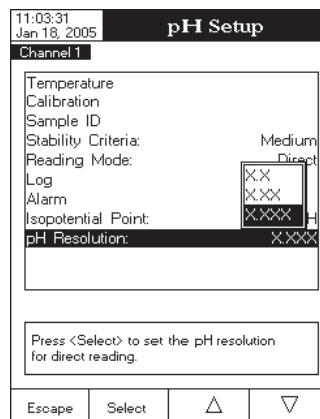 11:03:31
Jan 18, 2005
pH Setup
Channel 1
Temperature
Calibration
Sample ID
Stability Criteria: Medium
Reading Mode: Direct
Log
Alarm
Isopotential Point: H
pH Resolution: X.XXX
X.X
X.XX
X.XXX
Press <Select> to set the pH resolution
for direct reading.
Escape Select △ ▽